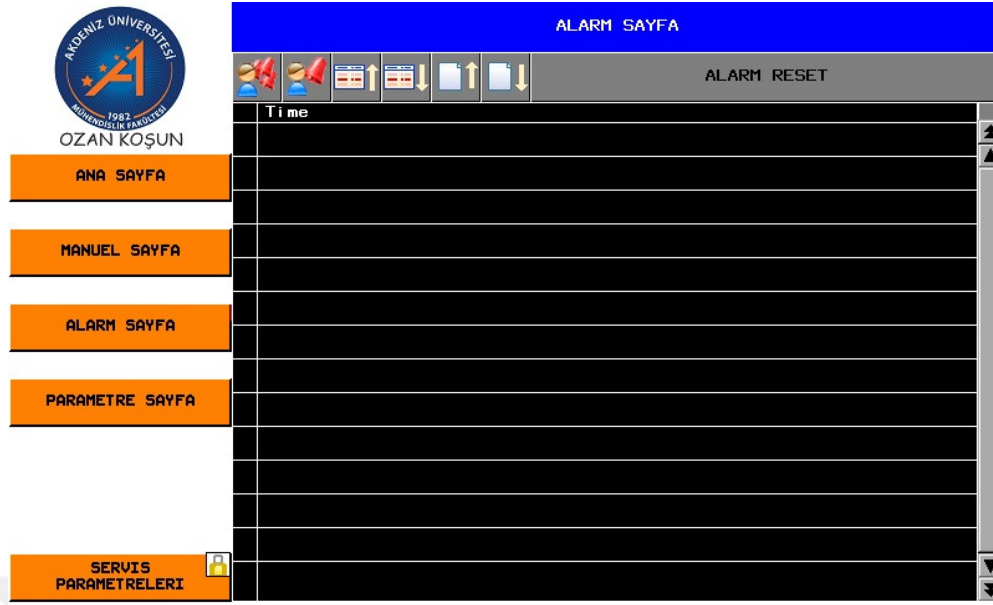 AKDENİZ ÜNİVERSİTESİ
1982
MÜHENDİSLİK FAKÜLTESİ
OZAN KOŞUN
ANA SAYFA
MANUEL SAYFA
ALARM SAYFA
PARAMETRE SAYFA
SERVIS
PARAMETRELERI
ALARM SAYFA
ALARM RESET
Time